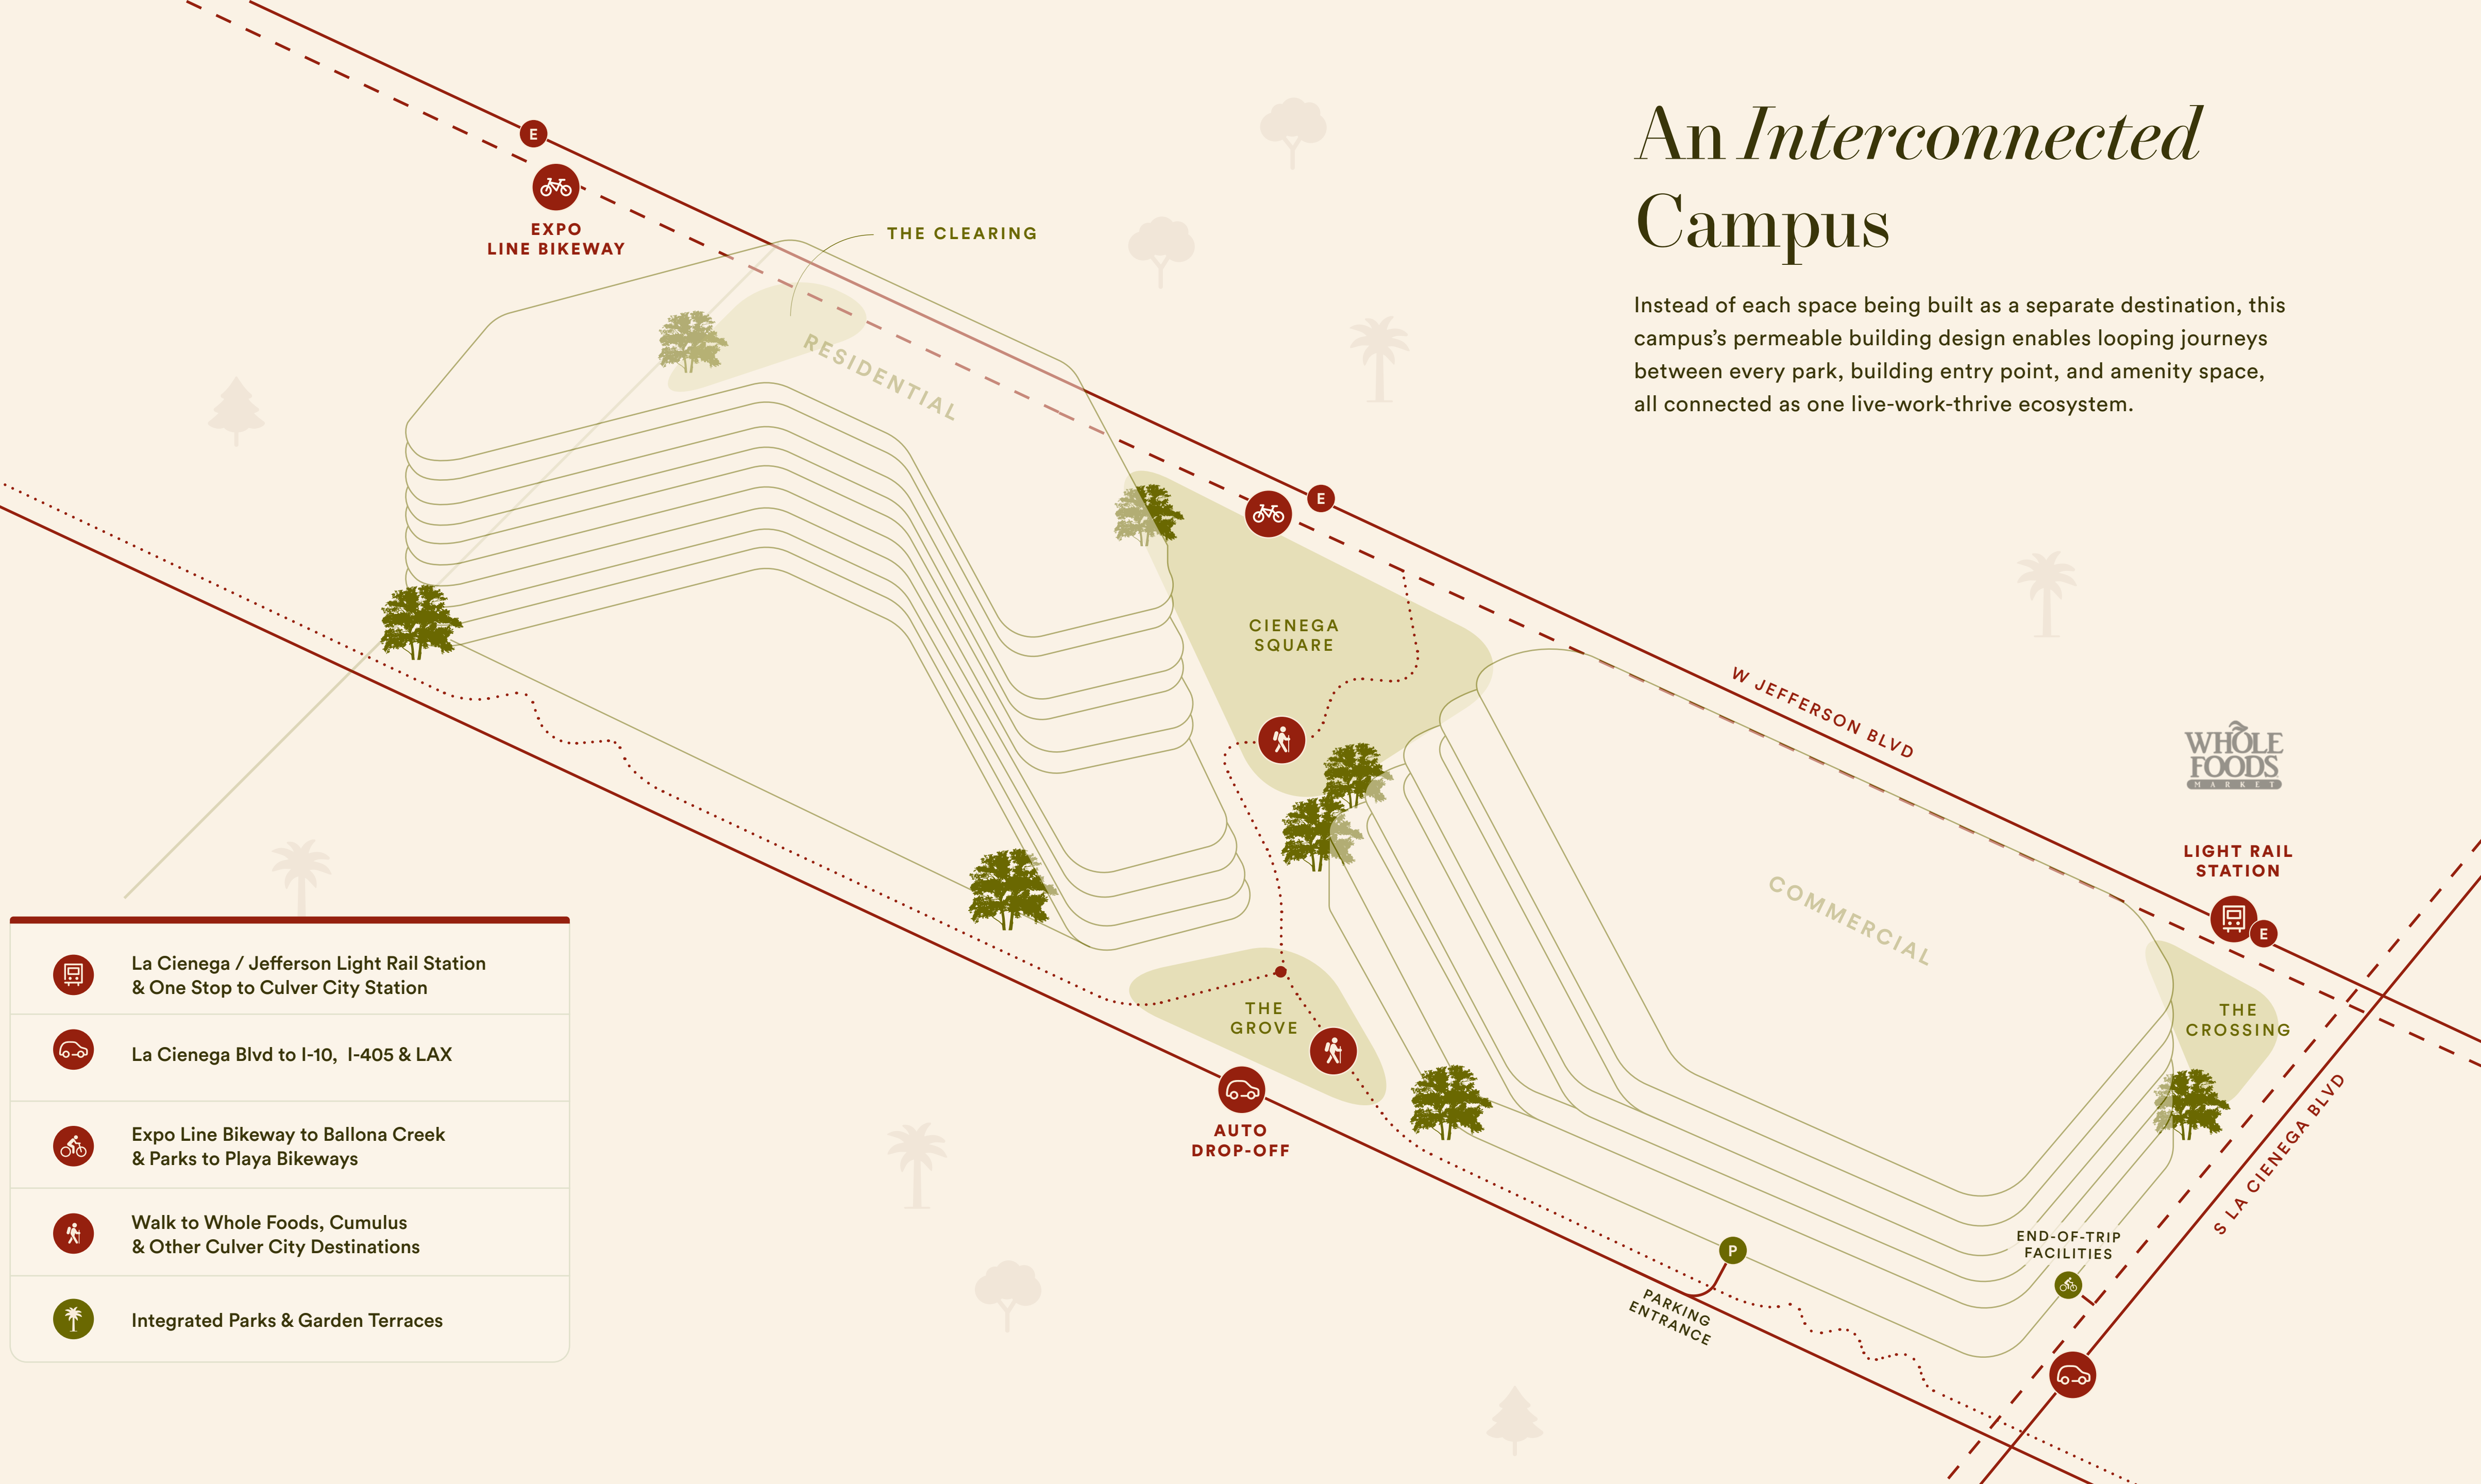 An Interconnected
Campus
Instead of each space being built as a separate destination, this
campus’s permeable building design enables looping journeys
between every park, building entry point, and amenity space,
all connected as one live-work-thrive ecosystem.
E
EXPO
LINE BIKEWAY
THE CLEARING
RESIDENTIAL
E
CIENEGA
SQUARE
W JEFFERSON BLVD
WHOLE
FOODS
MARKET
LIGHT RAIL
STATION
E
COMMERCIAL
THE
CROSSING
THE
GROVE
AUTO
DROP-OFF
S LA CIENEGA BLVD
END-OF-TRIP
FACILITIES
P
PARKING
ENTRANCE
La Cienega / Jefferson Light Rail Station
& One Stop to Culver City Station
La Cienega Blvd to I-10, I-405 & LAX
Expo Line Bikeway to Ballona Creek
& Parks to Playa Bikeways
Walk to Whole Foods, Cumulus
& Other Culver City Destinations
Integrated Parks & Garden Terraces